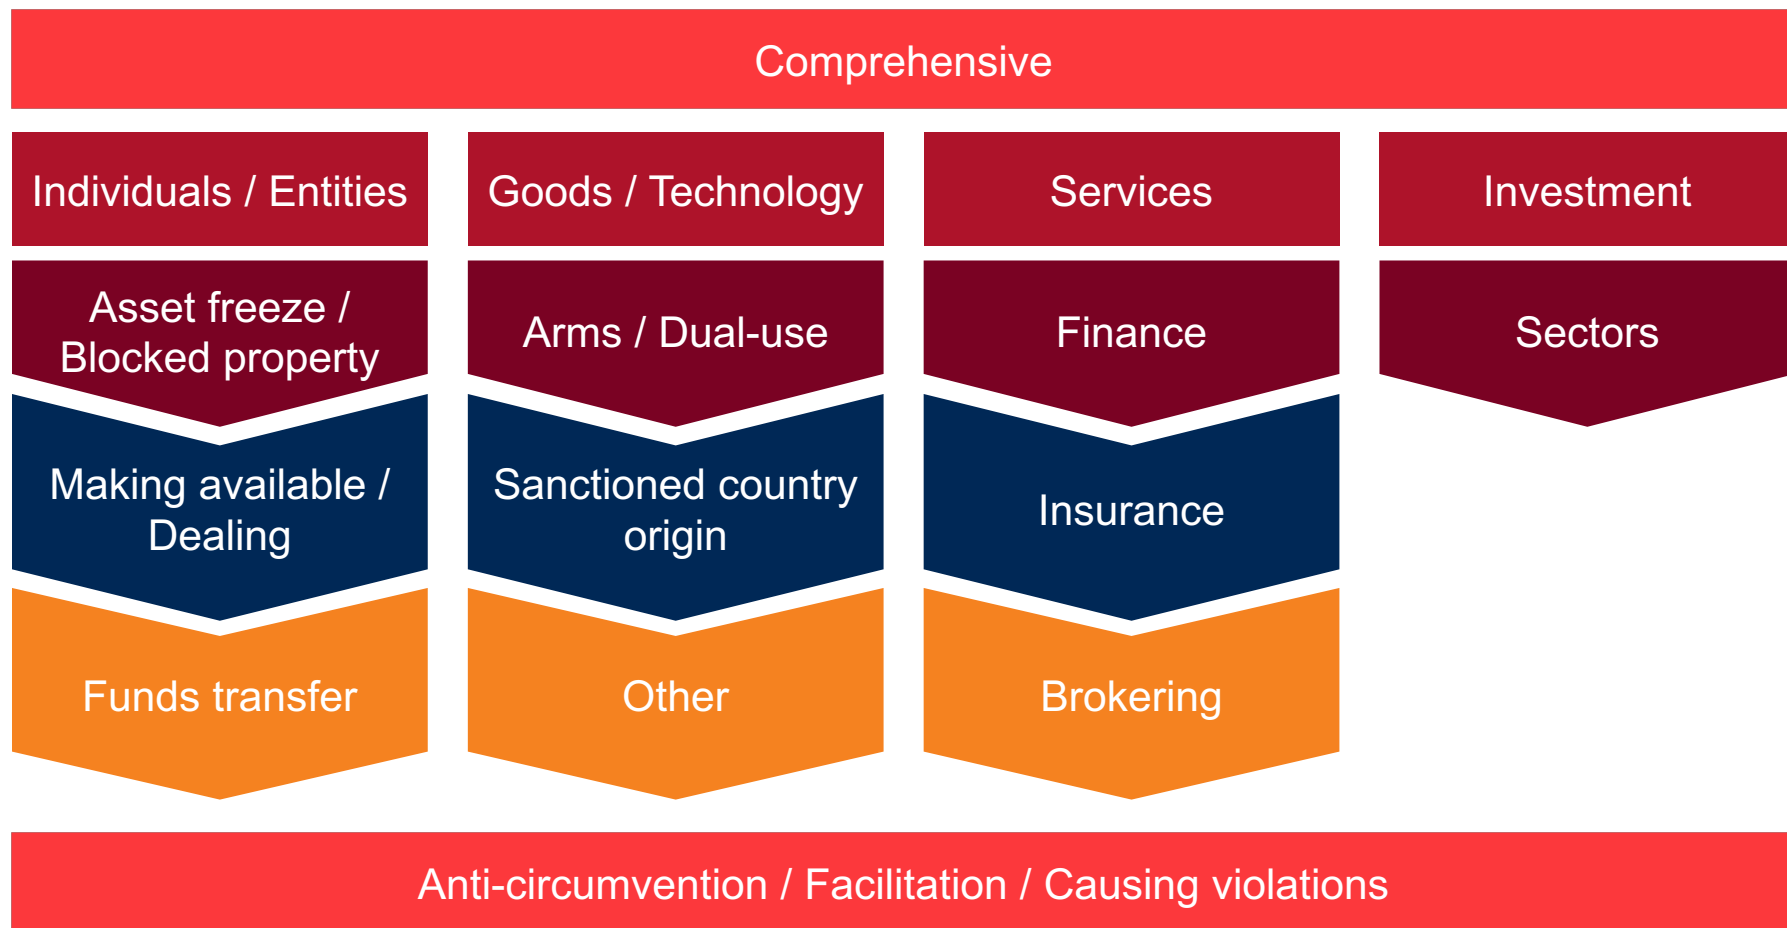 Comprehensive
Individuals / Entities
Goods / Technology
Services
Investment
Asset freeze /
Blocked property
Arms / Dual-use
Finance
Sectors
Making available /
Dealing
Sanctioned country
origin
Insurance
Funds transfer
Other
Brokering
Anti-circumvention / Facilitation / Causing violations